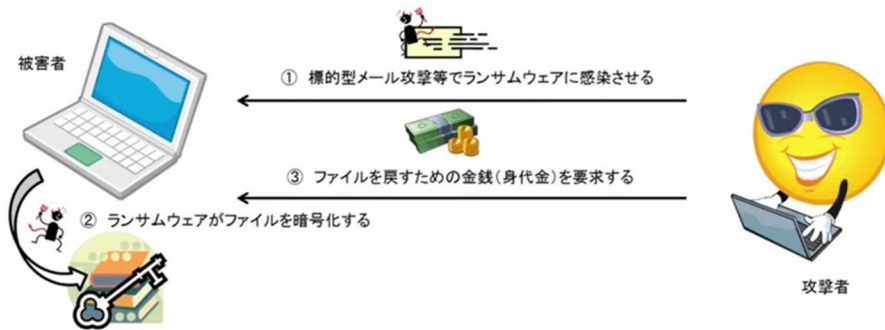 被害者
① 標的型メール攻撃等でランサムウェアに感染させる
③ ファイルを戻すための金銭(身代金)を要求する
② ランサムウェアがファイルを暗号化する
攻撃者